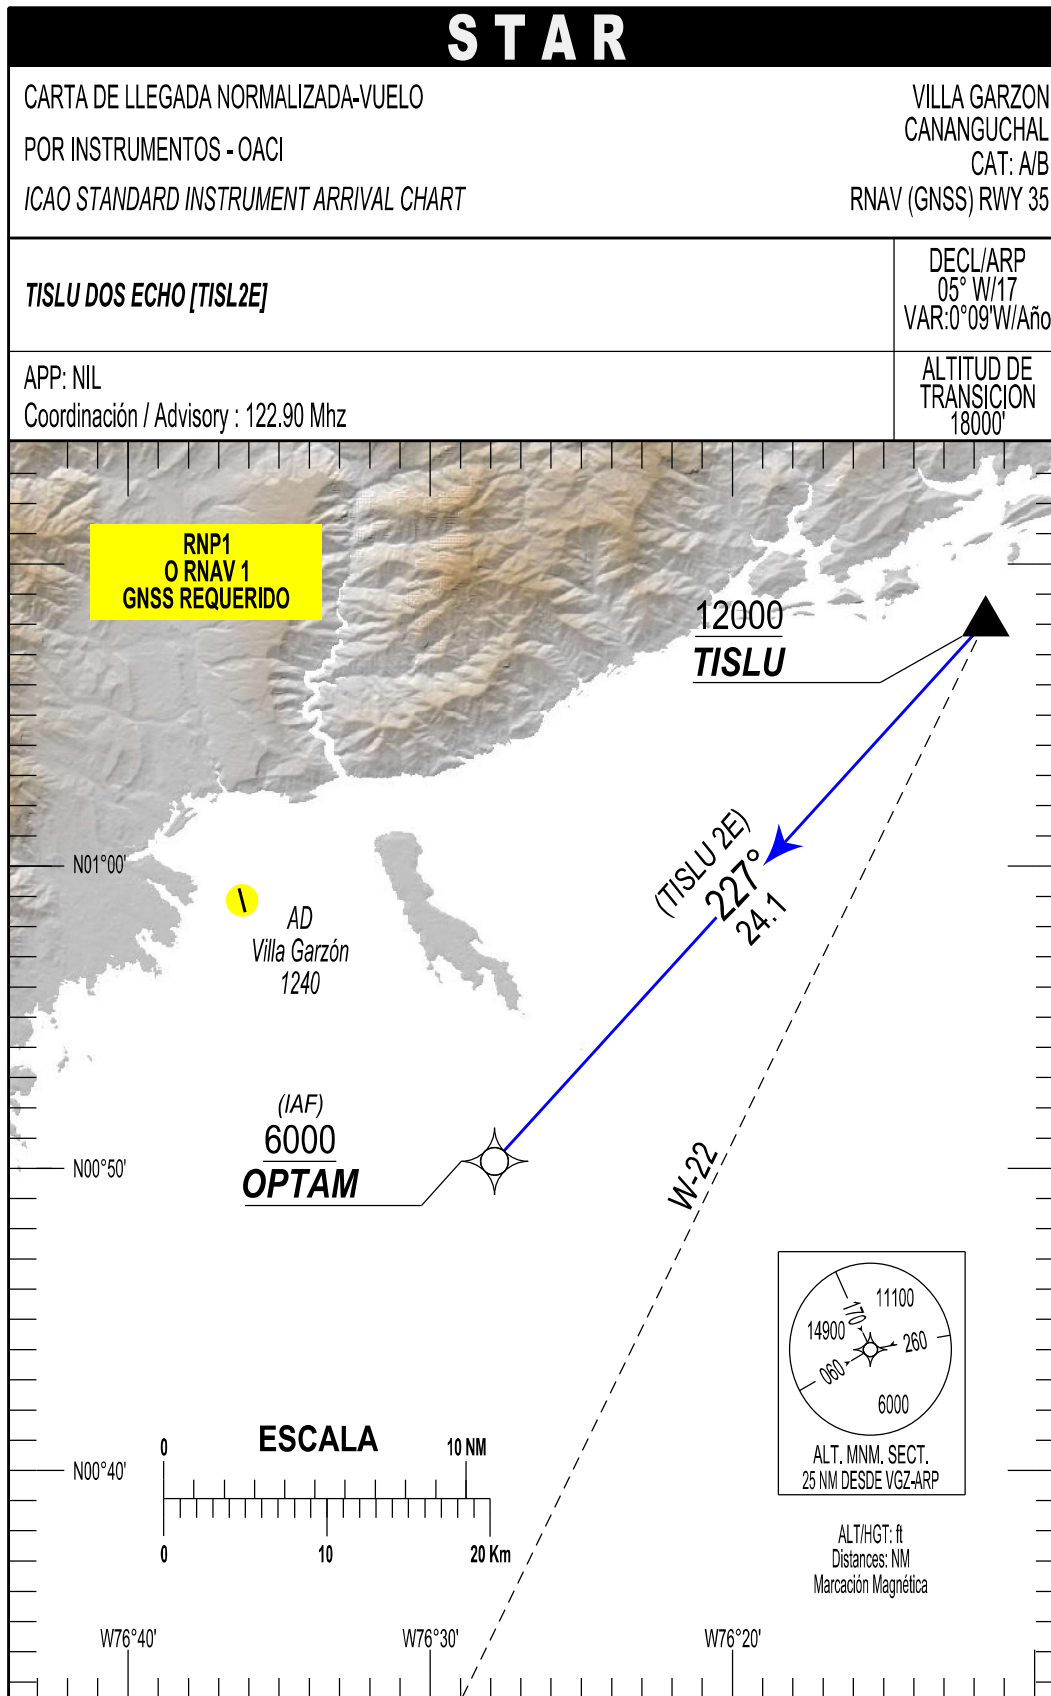 STAR
CARTA DE LLEGADA NORMALIZADA-VUELO
POR INSTRUMENTOS - OACI
ICAO STANDARD INSTRUMENT ARRIVAL CHART
VILLA GARZON
CANANGUCHAL
CAT: A/B
RNAV (GNSS) RWY 35
TISLU DOS ECHO [TISL2E]
DECL/ARP
05° W/17
VAR:0°09'W/Año
APP: NIL
Coordinación / Advisory : 122.90 Mhz
ALTITUD DE
TRANSICION
18000'
RNP1
O RNAV 1
GNSS REQUERIDO
12000
TISLU
(TISLU 2E)
227°
24.1
N01°00'
AD
Villa Garzón
1240
(IAF)
6000
OPTAM
N00°50'
W-22
11100
170
14900
260
060
6000
ALT. MNM. SECT.
25 NM DESDE VGZ-ARP
ESCALA
0
10 NM
N00°40'
0
10
20 Km
ALT/HGT: ft
Distances: NM
Marcación Magnética
W76°40'
W76°30'
W76°20'